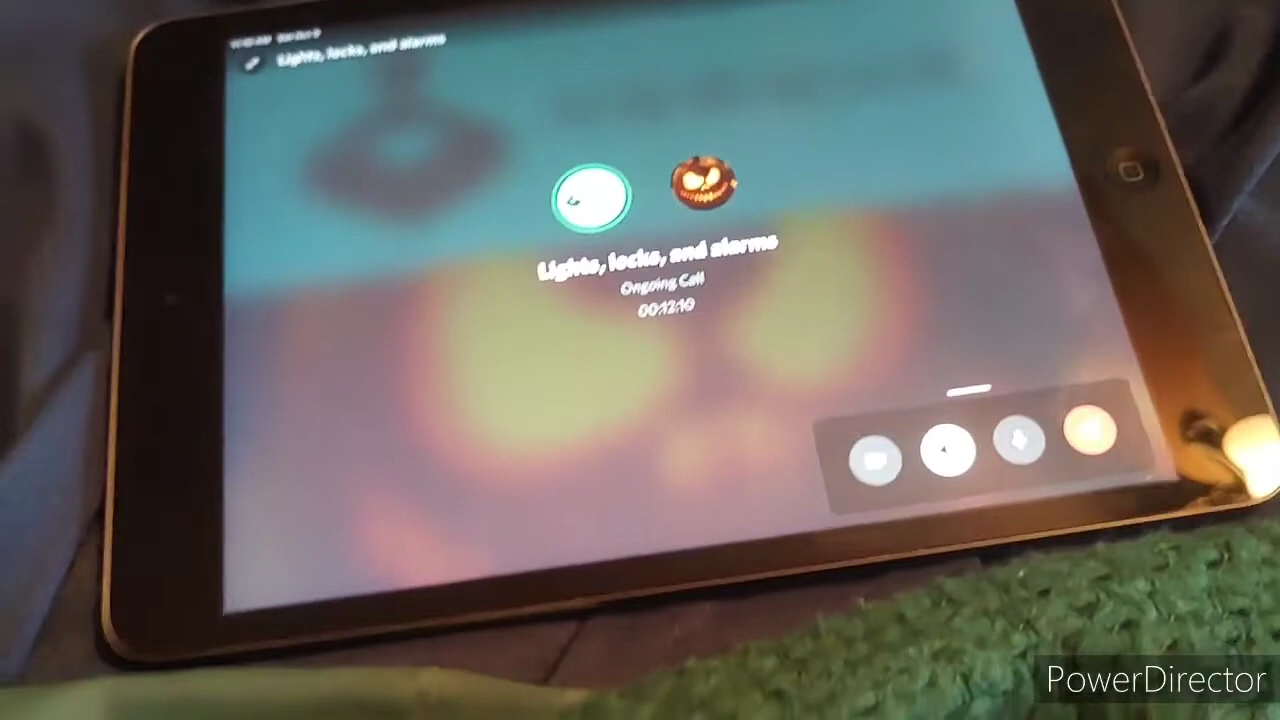 Lights, locks, and alarms
Lights, locks, and alarms
Ongoing Call
00:12:10
PowerDirector